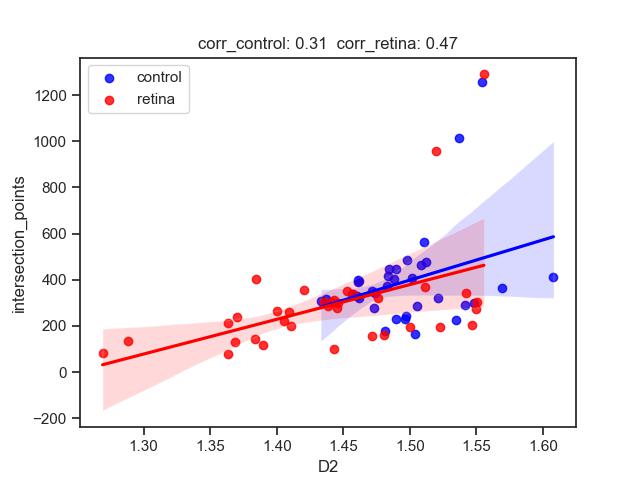 corr_control: 0.31  corr_retina: 0.47
control
retina
1200
1000
800
600
400
200
0
−200
intersection_points
1.30 1.35 1.40 1.45 1.50 1.55 1.60
D2